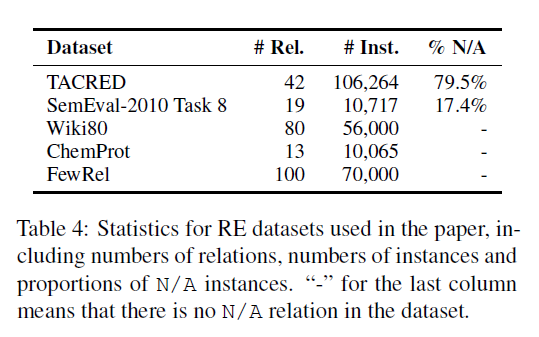 Dataset # Rel. # Inst. % N/A
TACRED 42 106,264 79.5%
SemEval-2010 Task 8 19 10,717 17.4%
Wiki80 80 56,000 -
ChemProt 13 10,065 -
FewRel 100 70,000 -
Table 4: Statistics for RE datasets used in the paper, in-
cluding numbers of relations, numbers of instances and
proportions of N/A instances. “-” for the last column
means that there is no N/A relation in the dataset.